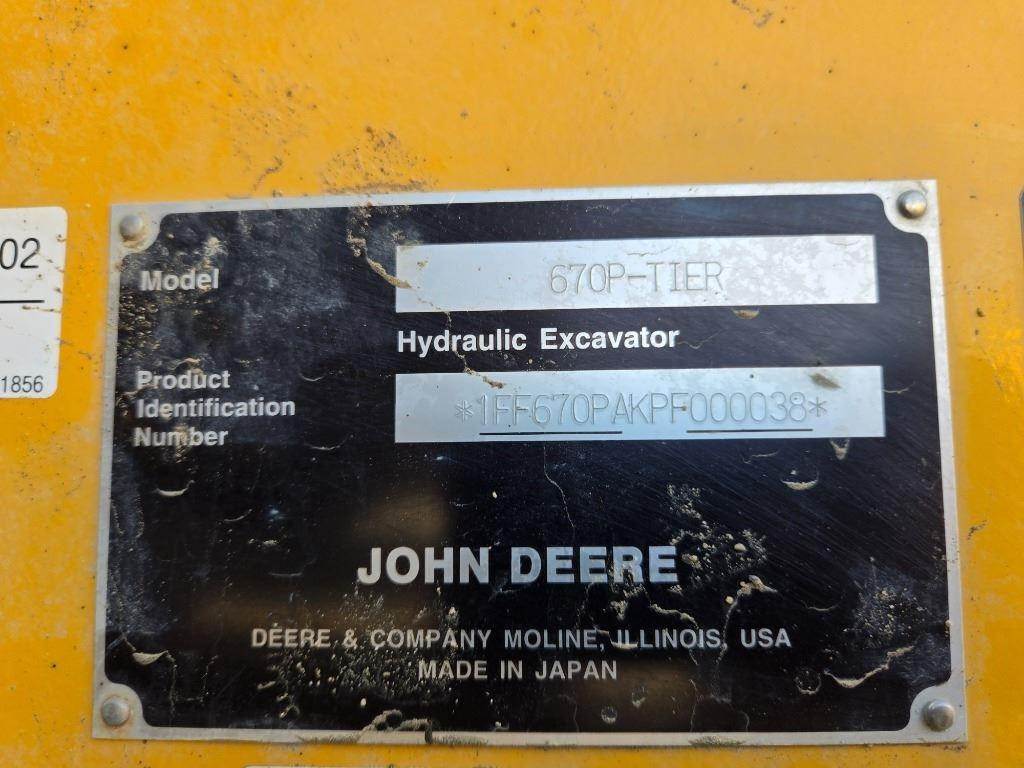 02
1856
Model
670P-TIER
Hydraulic Excavator
Product
Identification
Number
*1FF670PAKPF000038*
JOHN DEERE
DEERE & COMPANY MOLINE, ILLINOIS, USA
MADE IN JAPAN